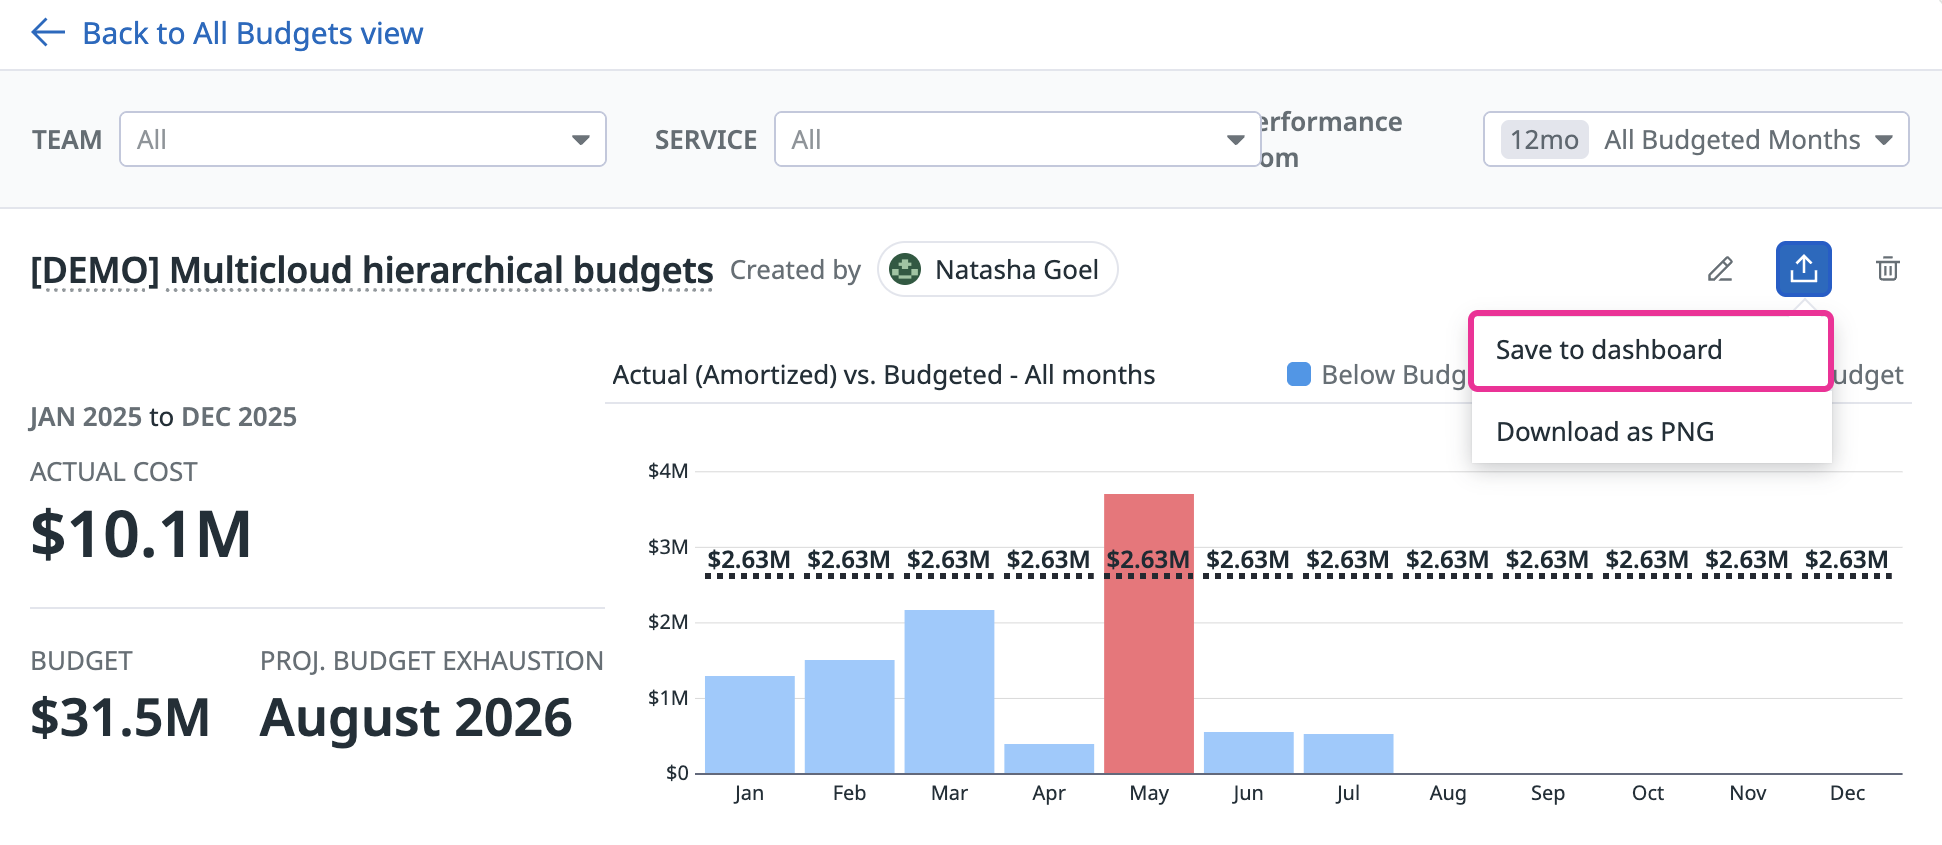 Back to All Budgets view
TEAM All SERVICE All erformance 12mo All Budgeted Months
om
[DEMO] Multicloud hierarchical budgets Created by Natasha Goel
Save to dashboard
Download as PNG
Actual (Amortized) vs. Budgeted - All months Below Budg udget
JAN 2025 to DEC 2025
ACTUAL COST
$10.1M
BUDGET PROJ. BUDGET EXHAUSTION
$31.5M August 2026
$4M
$3M
$2.63M $2.63M $2.63M $2.63M $2.63M $2.63M $2.63M $2.63M $2.63M $2.63M $2.63M $2.63M
$2M
$1M
$0
Jan Feb Mar Apr May Jun Jul Aug Sep Oct Nov Dec